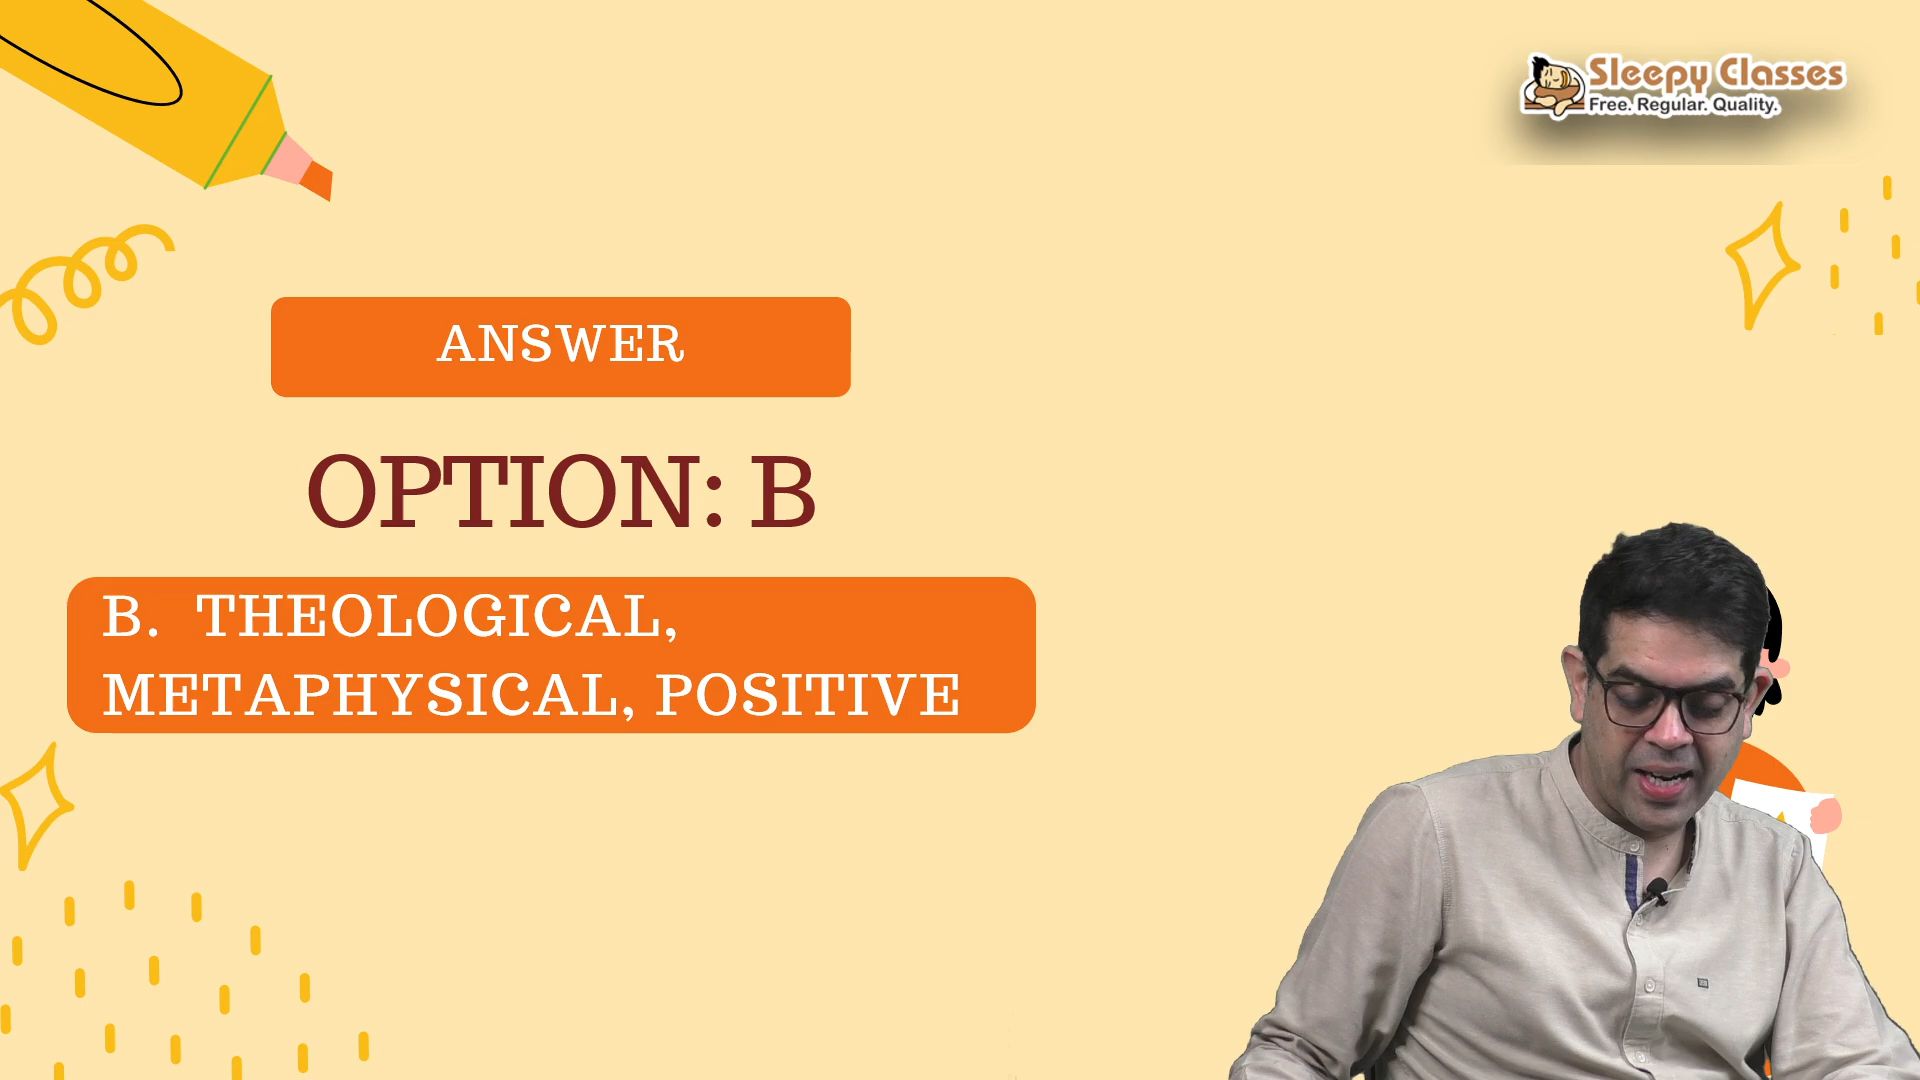 Sleepy Classes
Free. Regular. Quality.
ANSWER
OPTION: B
B. THEOLOGICAL,
METAPHYSICAL, POSITIVE